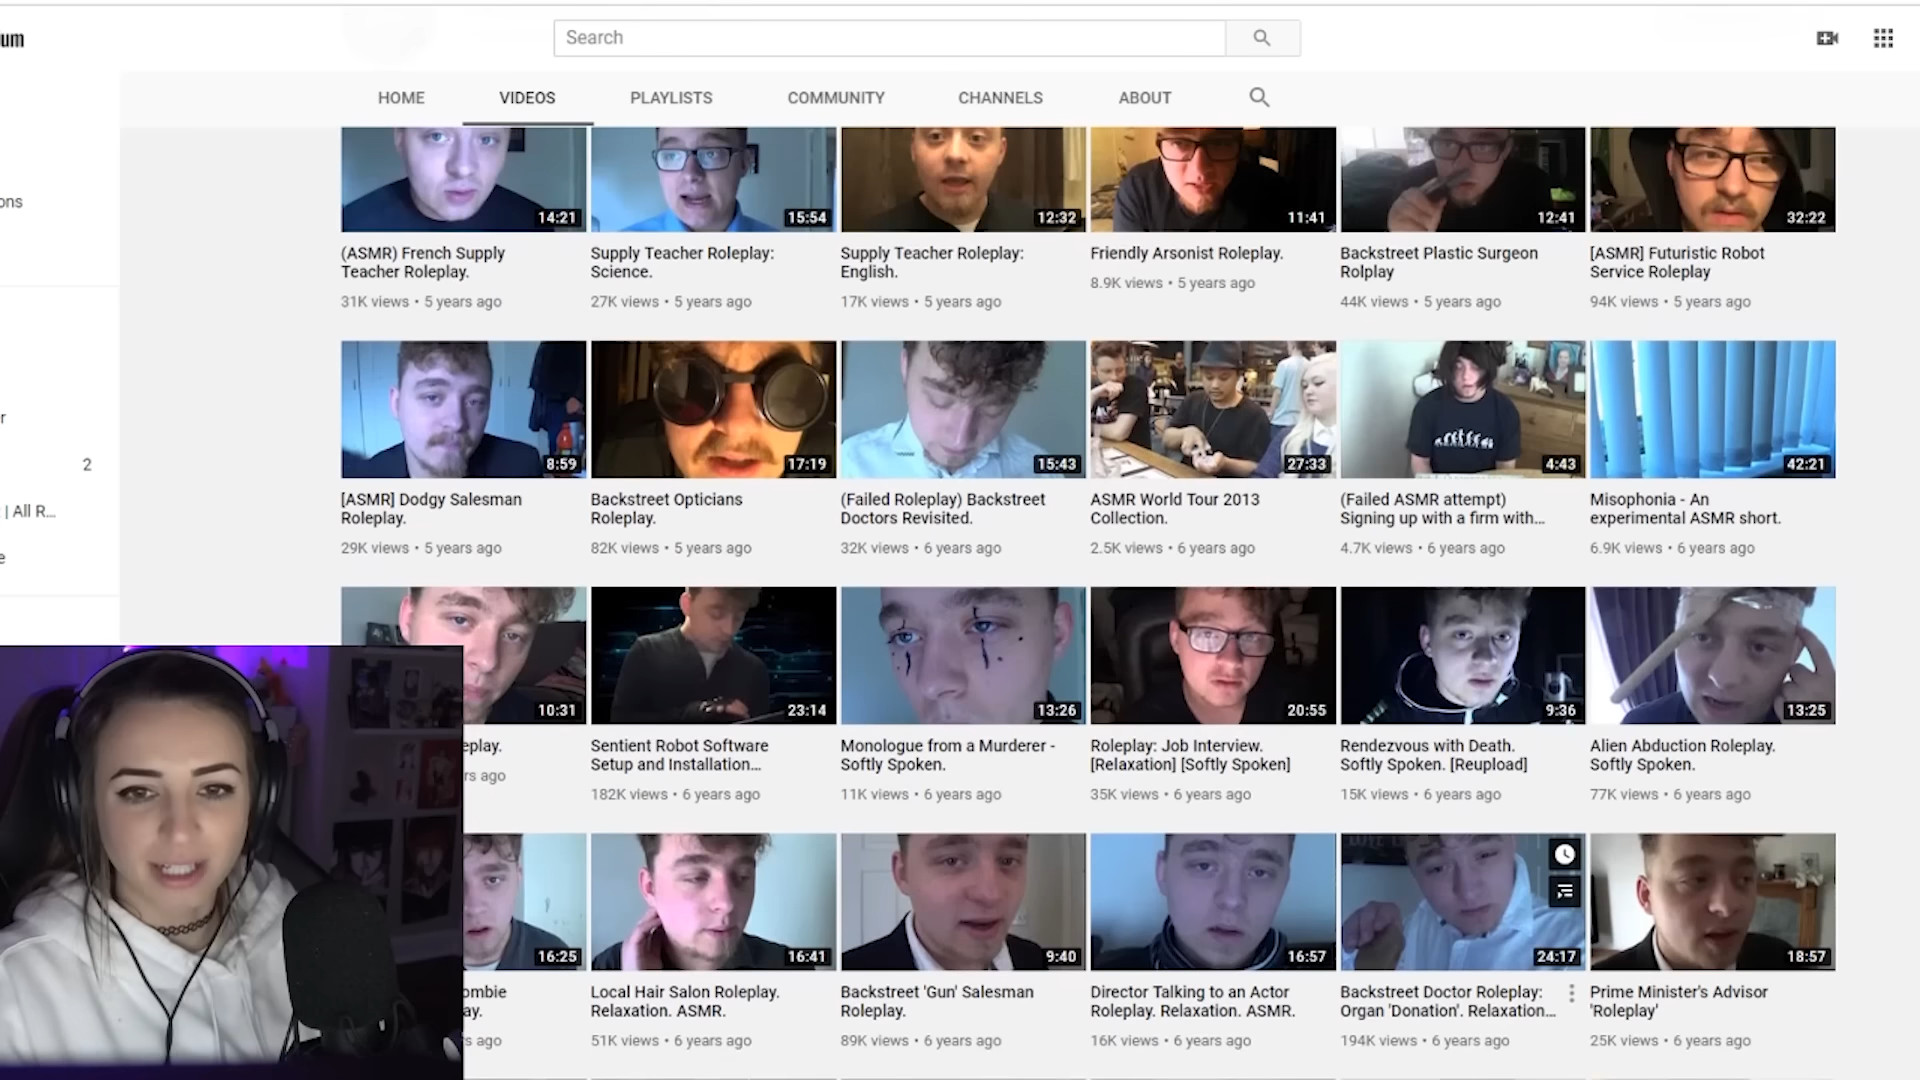 um
Search
HOME VIDEOS PLAYLISTS COMMUNITY CHANNELS ABOUT
ons
14:21 15:54 12:32 11:41 12:41 32:22
(ASMR) French Supply
Teacher Roleplay.
31K views • 5 years ago
Supply Teacher Roleplay:
Science.
27K views • 5 years ago
Supply Teacher Roleplay:
English.
17K views • 5 years ago
Friendly Arsonist Roleplay.
8.9K views • 5 years ago
Backstreet Plastic Surgeon
Rolplay
44K views • 5 years ago
[ASMR] Futuristic Robot
Service Roleplay
94K views • 5 years ago
r
2
| All R...
e
8:59 17:19 15:43 27:33 4:43 42:21
[ASMR] Dodgy Salesman
Roleplay.
29K views • 5 years ago
Backstreet Opticians
Roleplay.
82K views • 5 years ago
(Failed Roleplay) Backstreet
Doctors Revisited.
32K views • 6 years ago
ASMR World Tour 2013
Collection.
2.5K views • 6 years ago
(Failed ASMR attempt)
Signing up with a firm with...
4.7K views • 6 years ago
Misophonia - An
experimental ASMR short.
6.9K views • 6 years ago
10:31 23:14 13:26 20:55 9:36 13:25
eplay.
rs ago
Sentient Robot Software
Setup and Installation...
182K views • 6 years ago
Monologue from a Murderer -
Softly Spoken.
11K views • 6 years ago
Roleplay: Job Interview.
[Relaxation] [Softly Spoken]
35K views • 6 years ago
Rendezvous with Death.
Softly Spoken. [Reupload]
15K views • 6 years ago
Alien Abduction Roleplay.
Softly Spoken.
77K views • 6 years ago
16:25 16:41 9:40 16:57 24:17 18:57
ombie
ay.
s ago
Local Hair Salon Roleplay.
Relaxation. ASMR.
51K views • 6 years ago
Backstreet 'Gun' Salesman
Roleplay.
89K views • 6 years ago
Director Talking to an Actor
Roleplay. Relaxation. ASMR.
16K views • 6 years ago
Backstreet Doctor Roleplay:
Organ 'Donation'. Relaxation...
194K views • 6 years ago
Prime Minister's Advisor
'Roleplay'
25K views • 6 years ago